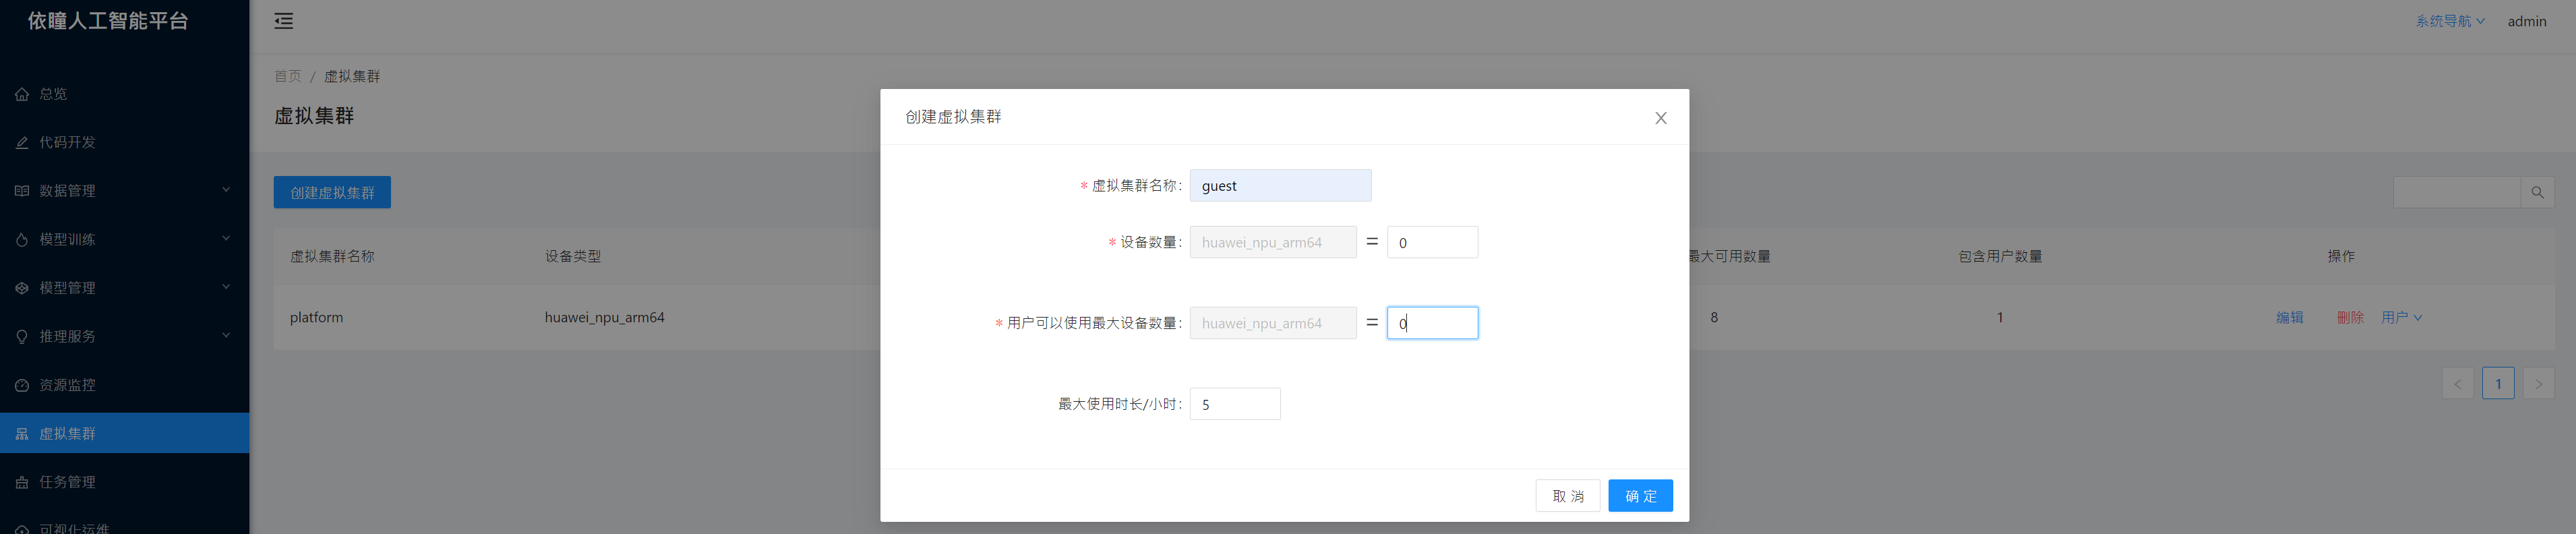 依瞳人工智能平台
系统导航
admin
总览
代码开发
数据管理
模型训练
模型管理
推理服务
资源监控
虚拟集群
任务管理
可视化运维
首页 / 虚拟集群
虚拟集群
创建虚拟集群
虚拟集群名称 设备类型 最大可用数量 包含用户数量 操作
platform huawei_npu_arm64 8 1 编辑 删除 用户
< 1 >
创建虚拟集群
* 虚拟集群名称: guest
* 设备数量: huawei_npu_arm64 = 0
* 用户可以使用最大设备数量: huawei_npu_arm64 = 0
最大使用时长/小时: 5
取消 确定